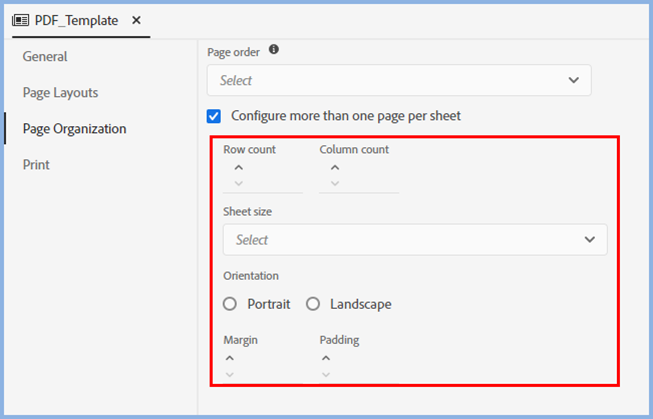 PDF_Template
General
Page Layouts
Page Organization
Print
Page order
Select
Configure more than one page per sheet
Row count Column count
Sheet size
Select
Orientation
Portrait Landscape
Margin Padding